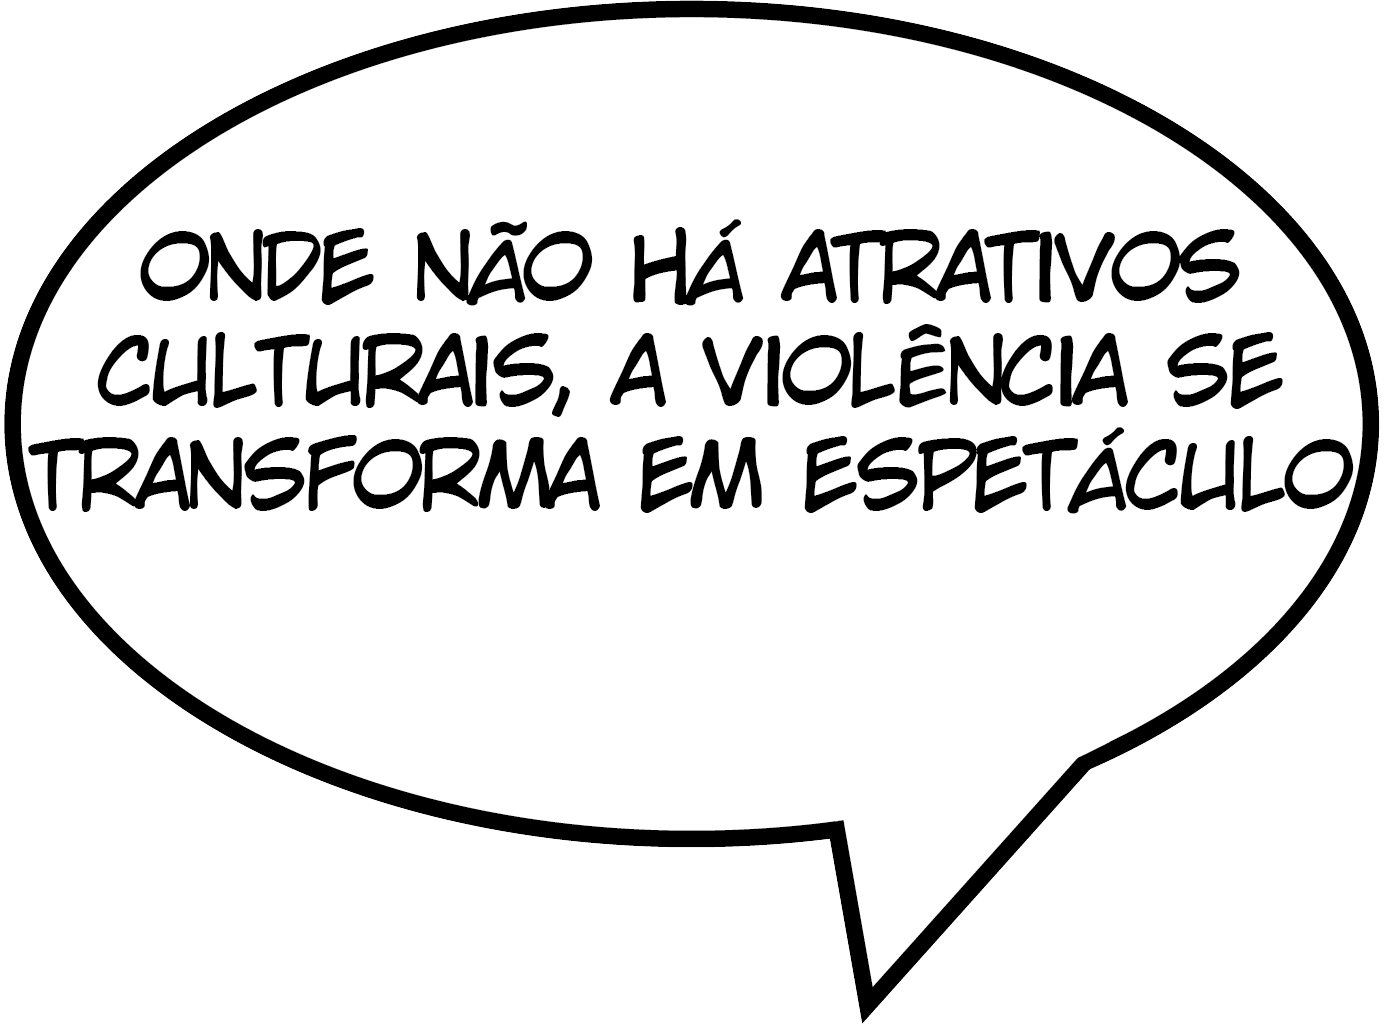 ONDE NÃO HÁ ATRATIVOS
CULTURAIS, A VIOLÊNCIA SE
TRANSFORMA EM ESPETÁCULO